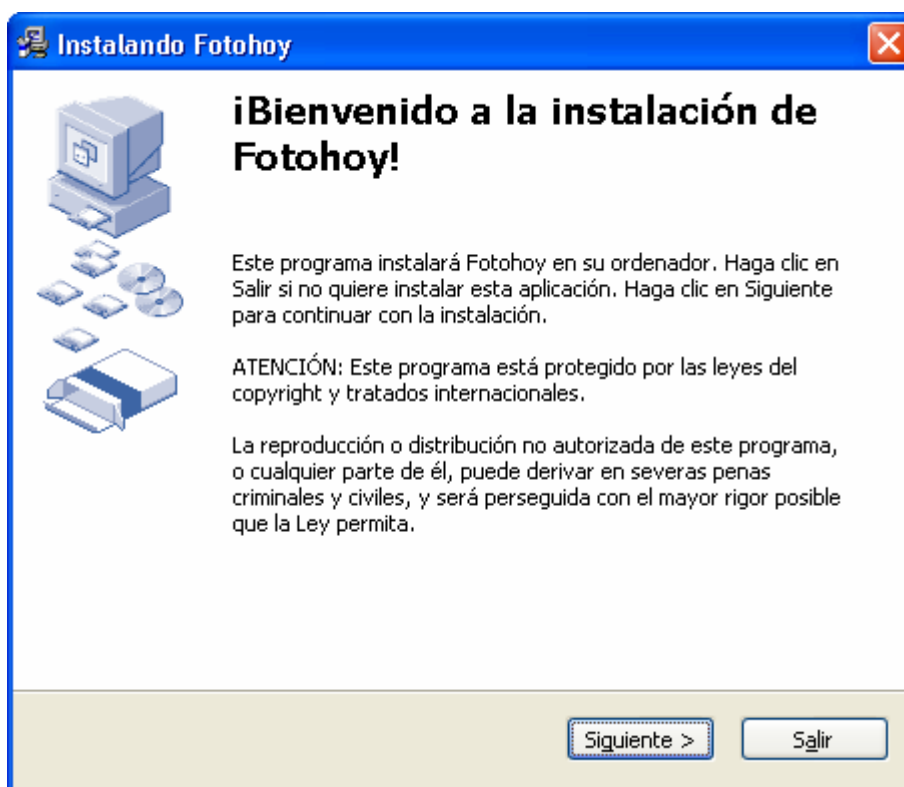 Instalando Fotohoy
¡Bienvenido a la instalación de
Fotohoy!
Este programa instalará Fotohoy en su ordenador. Haga clic en
Salir si no quiere instalar esta aplicación. Haga clic en Siguiente
para continuar con la instalación.
ATENCIÓN: Este programa está protegido por las leyes del
copyright y tratados internacionales.
La reproducción o distribución no autorizada de este programa,
o cualquier parte de él, puede derivar en severas penas
criminales y civiles, y será perseguida con el mayor rigor posible
que la Ley permita.
Siguiente >
Salir